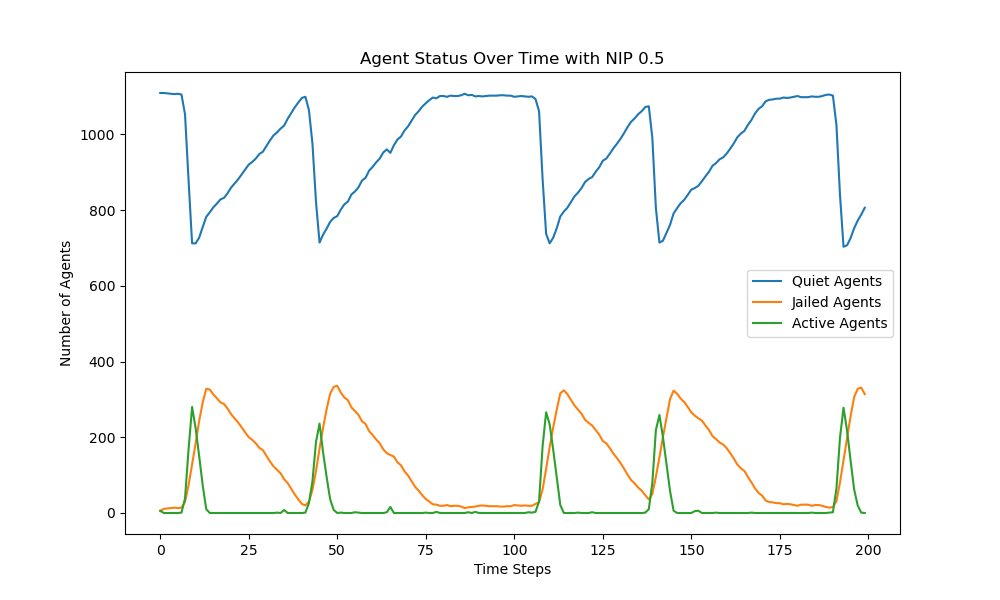 Agent Status Over Time with NIP 0.5
Number of Agents
1000
800
600
400
200
0
Quiet Agents
Jailed Agents
Active Agents
0 25 50 75 100 125 150 175 200
Time Steps